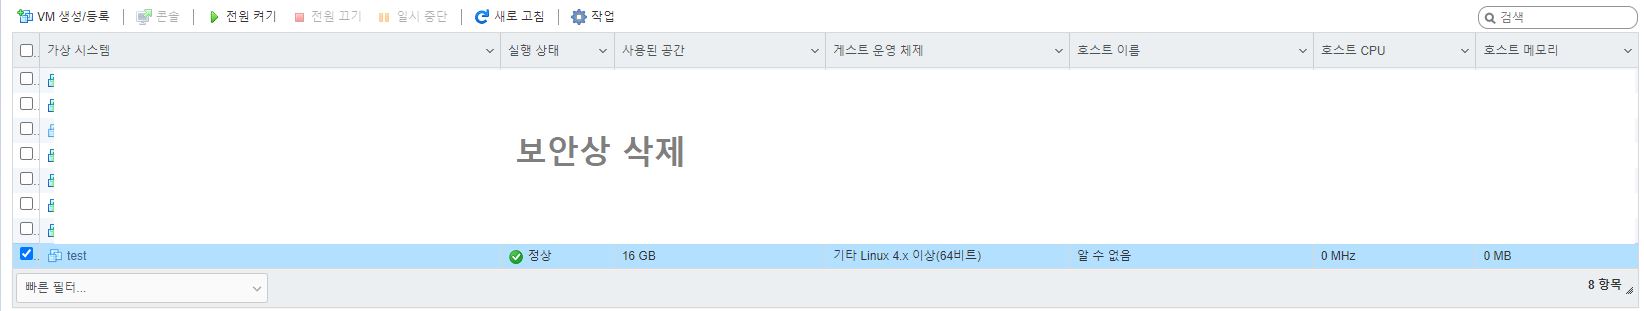 VM 생성/등록 콘솔 전원 켜기 전원 끄기 일시 중단 새로 고침 작업 검색
가상 시스템 실행 상태 사용된 공간 게스트 운영 체제 호스트 이름 호스트 CPU 호스트 메모리
보안상 삭제
test 정상 16 GB 기타 Linux 4.x 이상(64비트) 알 수 없음 0 MHz 0 MB
빠른 필터... 8 항목